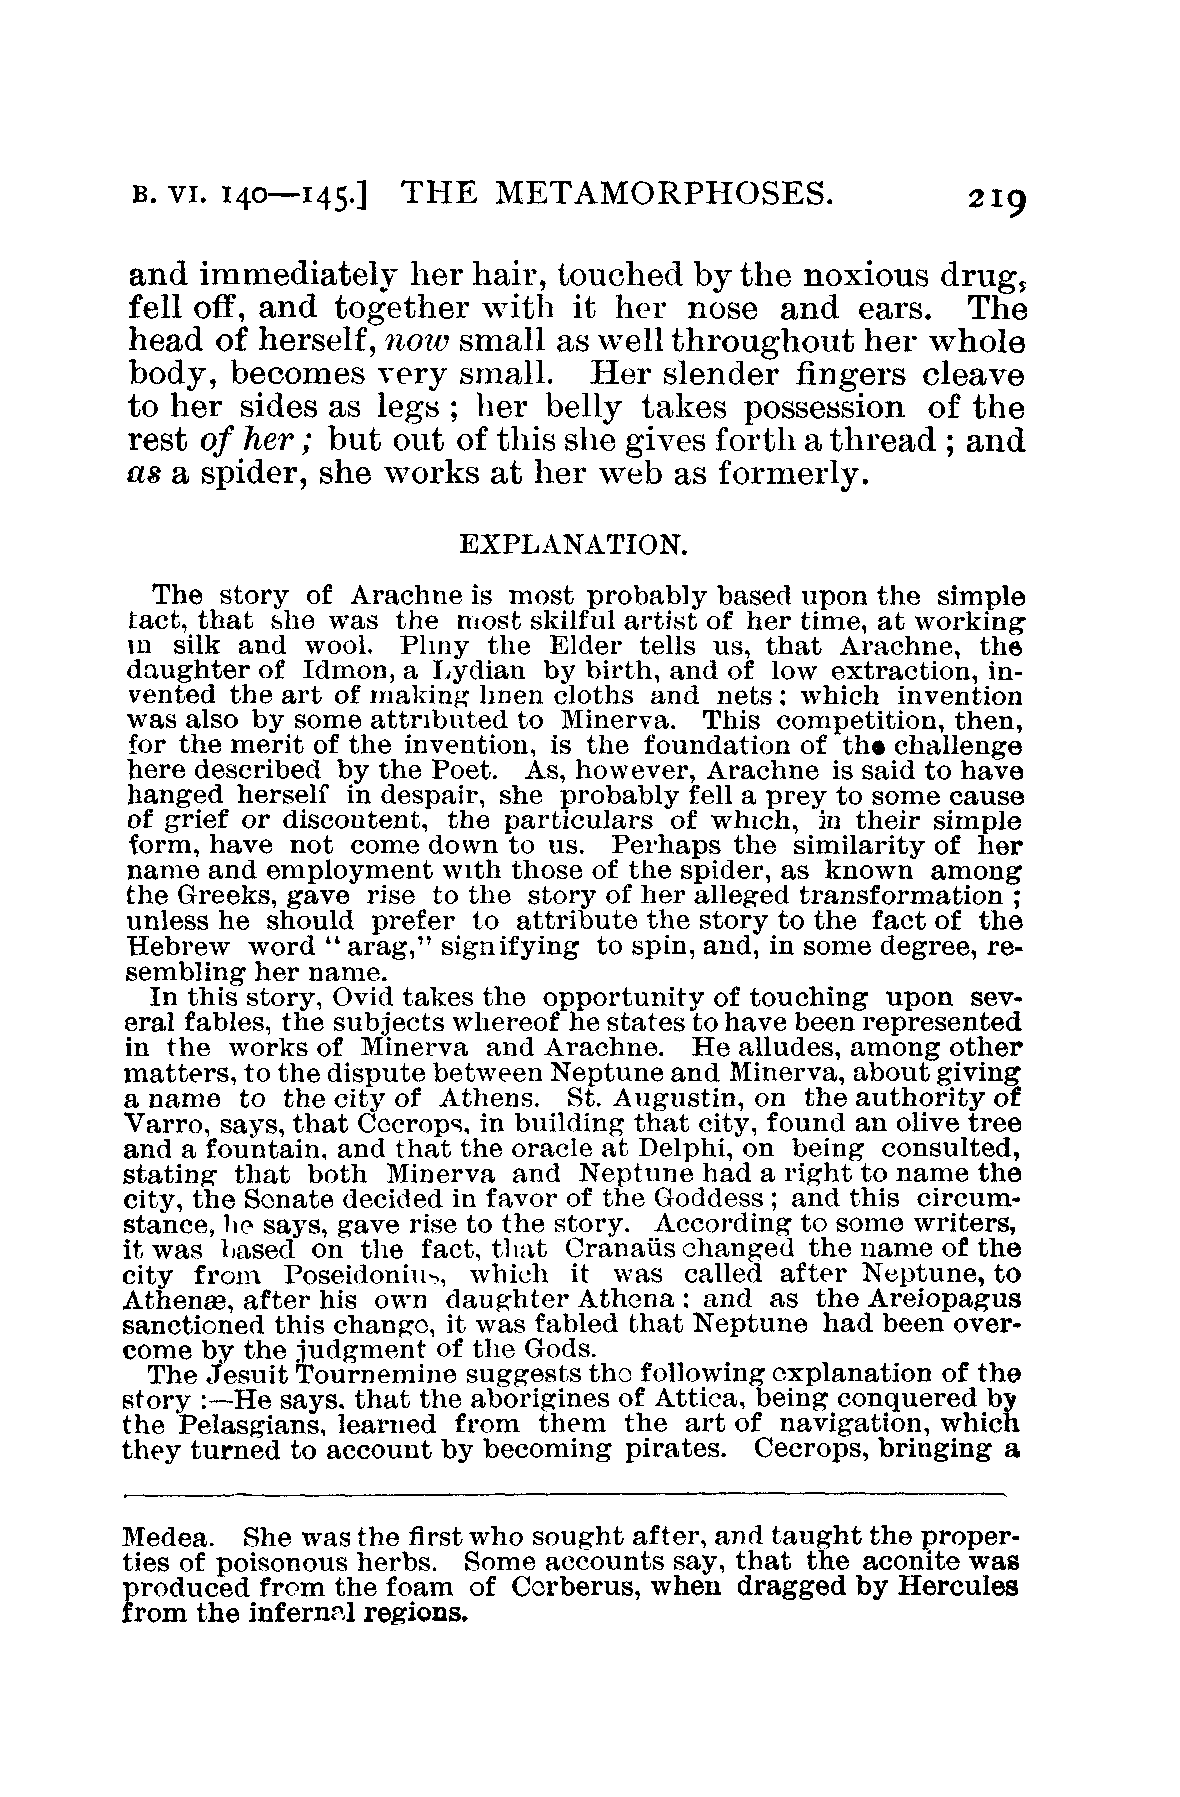 B. VI. 140—145.] THE METAMORPHOSES. 219
and immediately her hair, touched by the noxious drug,
fell off, and together with it her nose and ears. The
head of herself, now small as well throughout her whole
body, becomes very small. Her slender fingers cleave
to her sides as legs ; her belly takes possession of the
rest of her ; but out of this she gives forth a thread ; and
as a spider, she works at her web as formerly.
EXPLANATION.
The story of Arachne is most probably based upon the simple
fact, that she was the most skilful artist of her time, at working
in silk and wool. Pliny the Elder tells us, that Arachne, the
daughter of Idmon, a Lydian by birth, and of low extraction, in-
vented the art of making linen cloths and nets ; which invention
was also by some attributed to Minerva. This competition, then,
for the merit of the invention, is the foundation of the challenge
here described by the Poet. As, however, Arachne is said to have
hanged herself in despair, she probably fell a prey to some cause
of grief or discontent, the particulars of which, in their simple
form, have not come down to us. Perhaps the similarity of her
name and employment with those of the spider, as known among
the Greeks, gave rise to the story of her alleged transformation ;
unless he should prefer to attribute the story to the fact of the
Hebrew word “arag,” signifying to spin, and, in some degree, re-
sembling her name.
In this story, Ovid takes the opportunity of touching upon sev-
eral fables, the subjects whereof he states to have been represented
in the works of Minerva and Arachne. He alludes, among other
matters, to the dispute between Neptune and Minerva, about giving
a name to the city of Athens. St. Augustin, on the authority of
Varro, says, that Cecrops, in building that city, found an olive tree
and a fountain, and that the oracle at Delphi, on being consulted,
stating that both Minerva and Neptune had a right to name the
city, the Senate decided in favor of the Goddess ; and this circum-
stance, he says, gave rise to the story. According to some writers,
it was based on the fact, that Cranaüs changed the name of the
city from Poseidonius, which it was called after Neptune, to
Athenæ, after his own daughter Athena : and as the Areiopagus
sanctioned this change, it was fabled that Neptune had been over-
come by the judgment of the Gods.
The Jesuit Tournemine suggests the following explanation of the
story :—He says, that the aborigines of Attica, being conquered by
the Pelasgians, learned from them the art of navigation, which
they turned to account by becoming pirates. Cecrops, bringing a
Medea. She was the first who sought after, and taught the proper-
ties of poisonous herbs. Some accounts say, that the aconite was
produced from the foam of Cerberus, when dragged by Hercules
from the infernal regions.